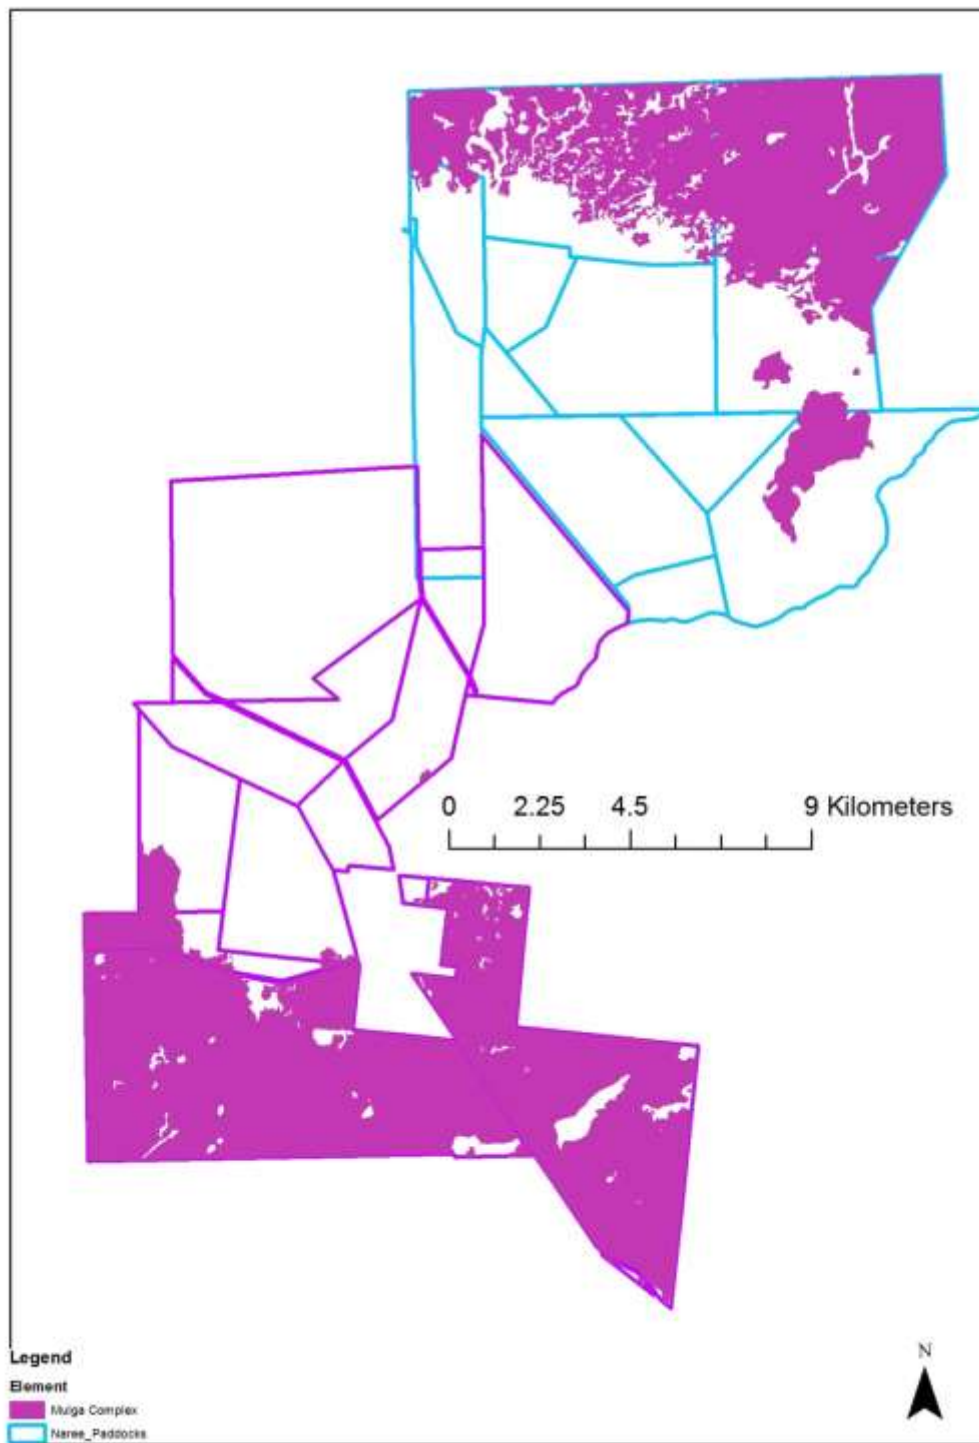 0 2.25 4.5 9 Kilometers
N
Legend
Element
Mulga Complex
Naree_Paddocks